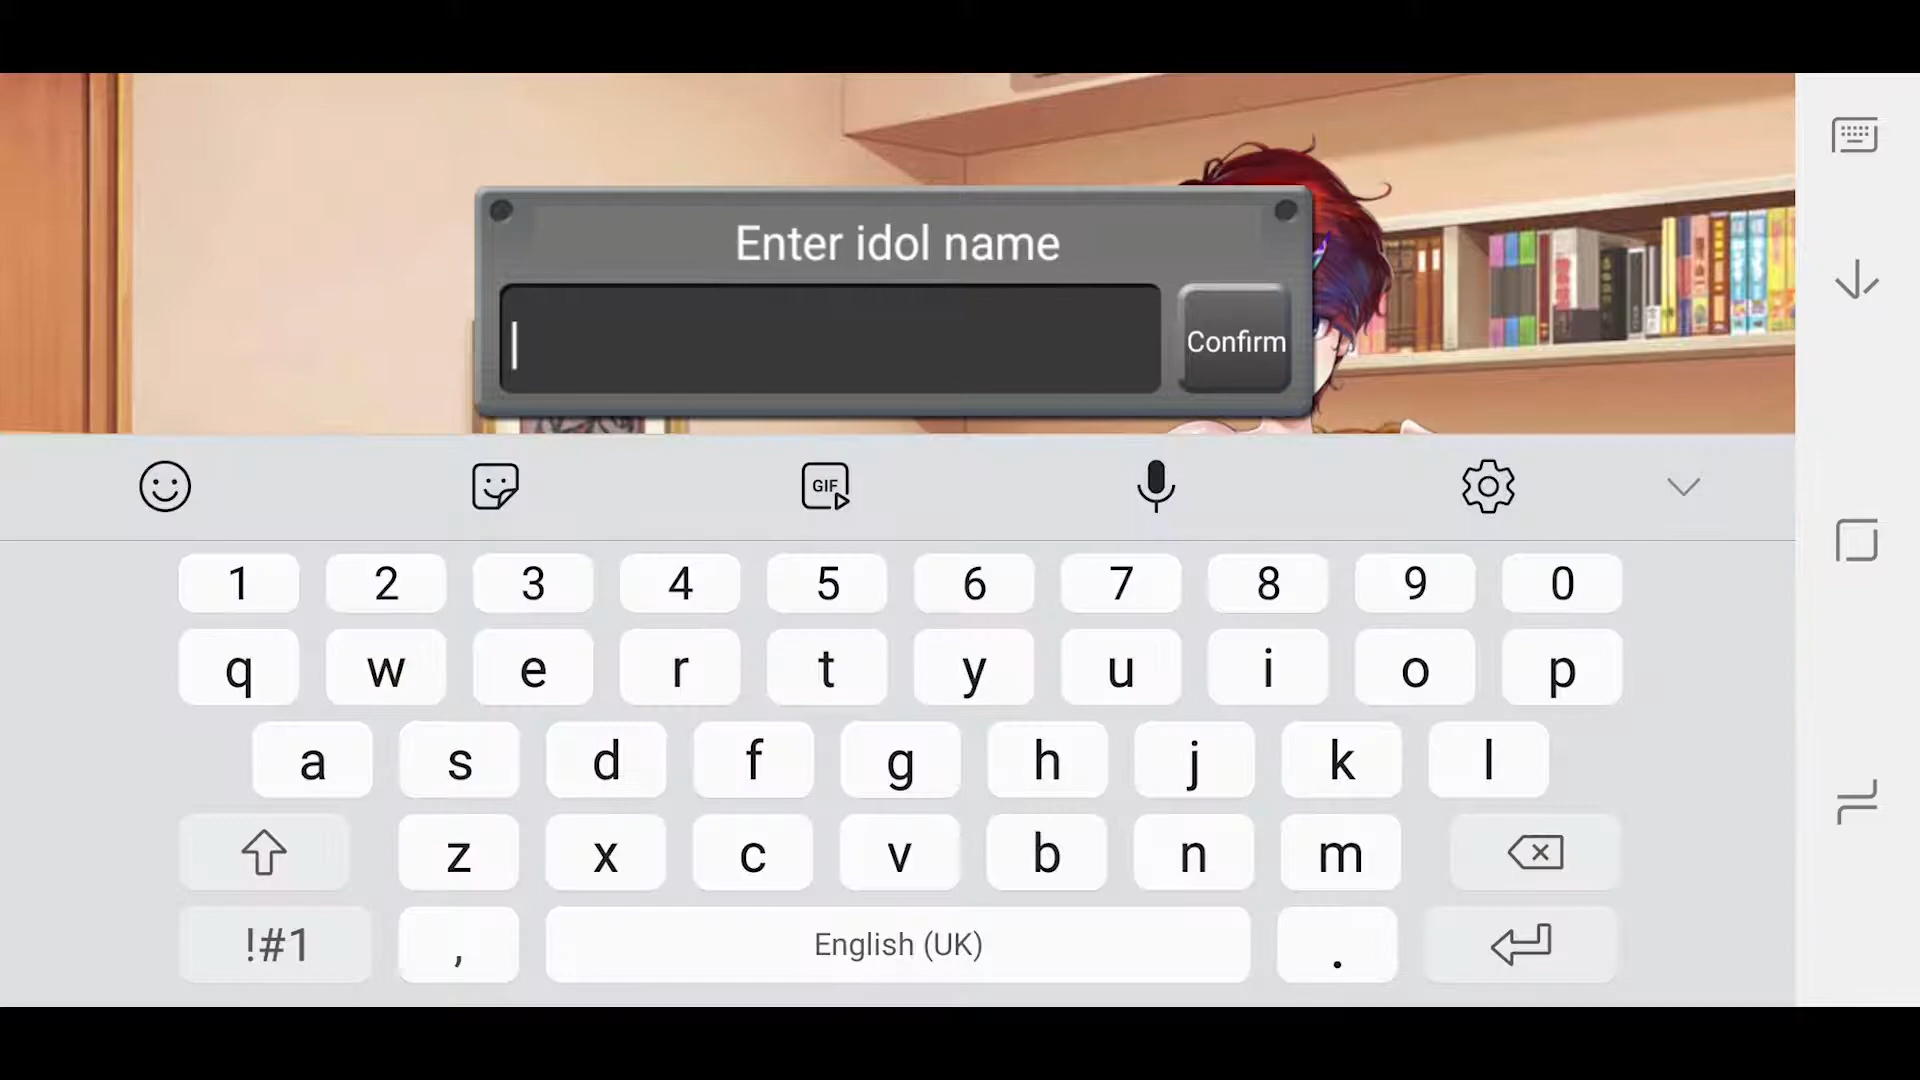 Enter idol name
Confirm
GIF
1 2 3 4 5 6 7 8 9 0
q w e r t y u i o p
a s d f g h j k l
z x c v b n m
!#1 , English (UK) .